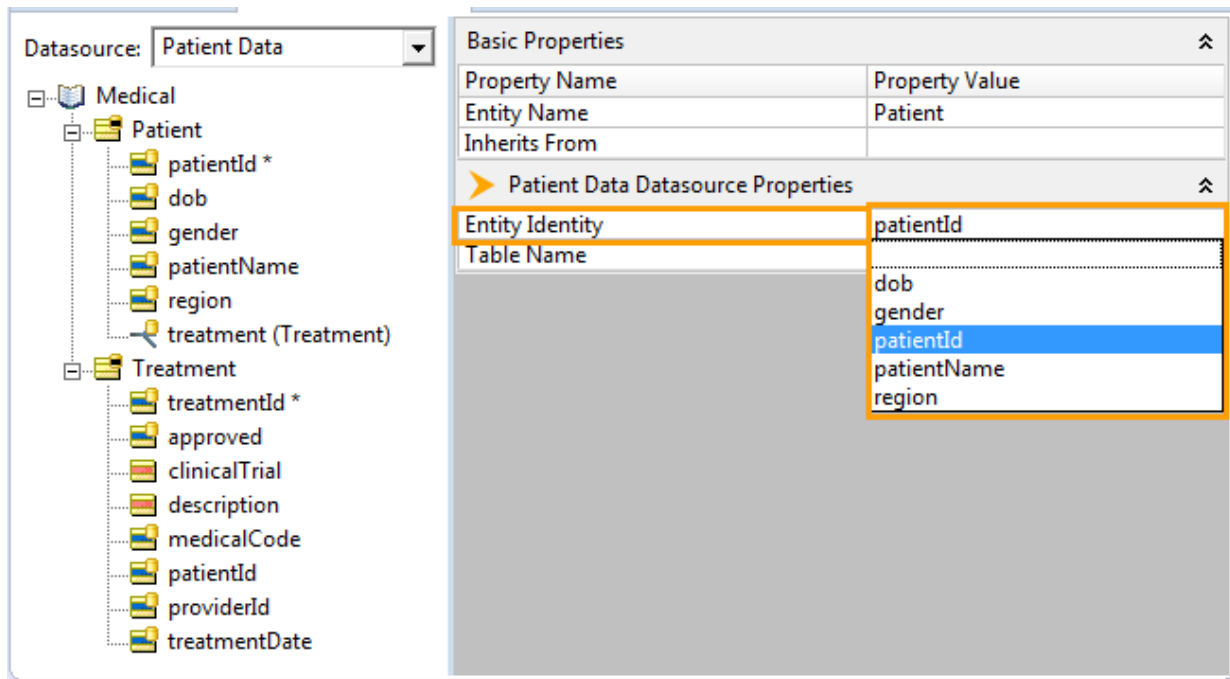 Datasource: Patient Data
Medical
Patient
patientId *
dob
gender
patientName
region
treatment (Treatment)
Treatment
treatmentId *
approved
clinicalTrial
description
medicalCode
patientId
providerId
treatmentDate
Basic Properties
Property Name Property Value
Entity Name Patient
Inherits From
Patient Data Datasource Properties
Entity Identity patientId
Table Name
dob
gender
patientId
patientName
region